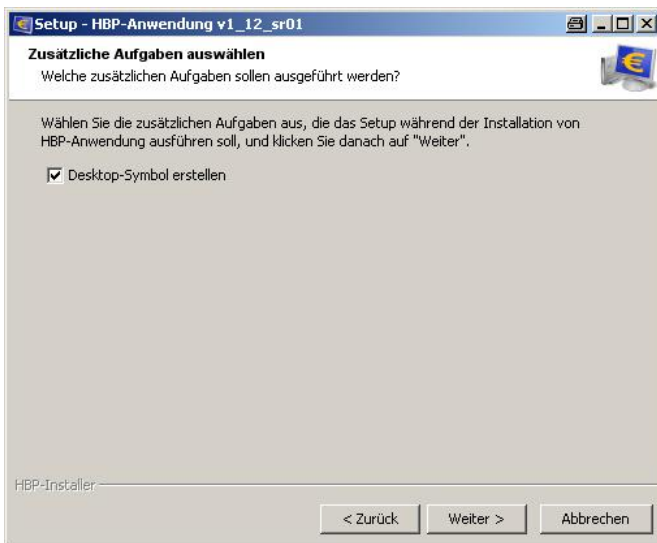 Setup - HBP-Anwendung v1_12_sr01
Zusätzliche Aufgaben auswählen
Welche zusätzlichen Aufgaben sollen ausgeführt werden?
Wählen Sie die zusätzlichen Aufgaben aus, die das Setup während der Installation von
HBP-Anwendung ausführen soll, und klicken Sie danach auf "Weiter".
Desktop-Symbol erstellen
HBP-Installer
< Zurück Weiter > Abbrechen